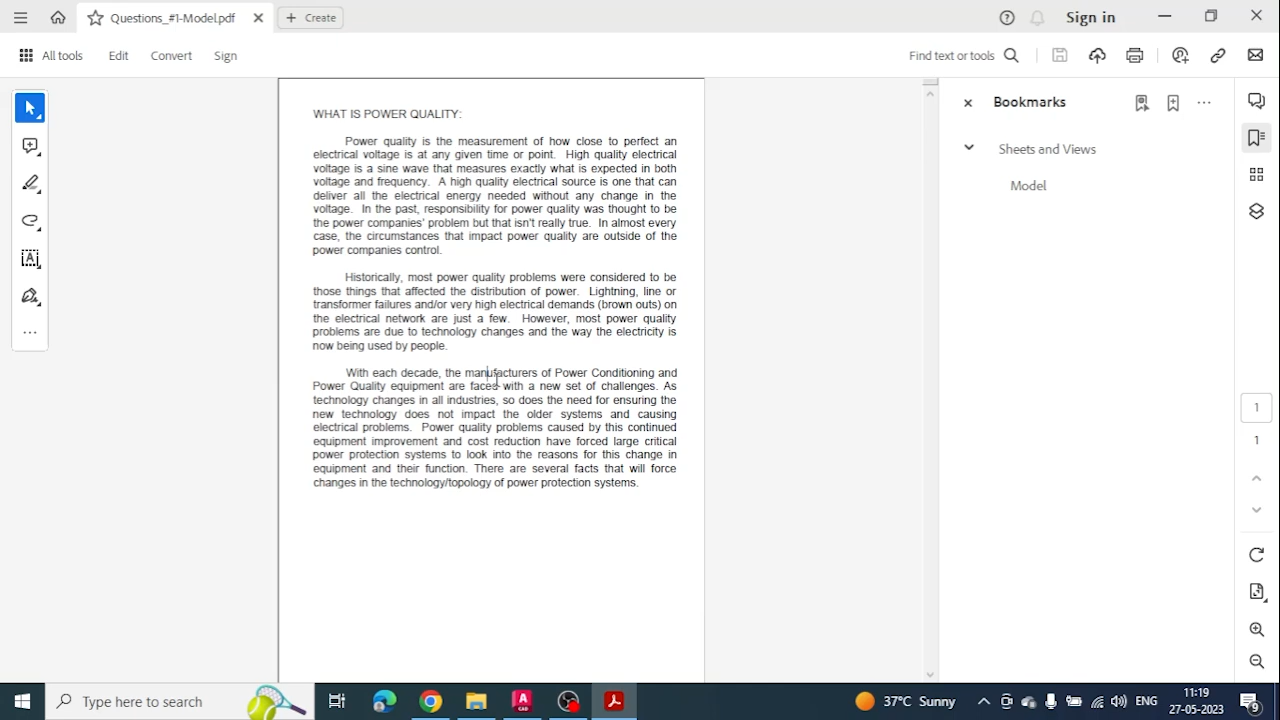 Questions_#1-Model.pdf
Create
Sign in
All tools
Edit
Convert
Sign
Find text or tools
WHAT IS POWER QUALITY:
Power quality is the measurement of how close to perfect an
electrical voltage is at any given time or point. High quality electrical
voltage is a sine wave that measures exactly what is expected in both
voltage and frequency. A high quality electrical source is one that can
deliver all the electrical energy needed without any change in the
voltage. In the past, responsibility for power quality was thought to be
the power companies' problem but that isn't really true. In almost every
case, the circumstances that impact power quality are outside of the
power companies control.
Historically, most power quality problems were considered to be
those things that affected the distribution of power. Lightning, line or
transformer failures and/or very high electrical demands (brown outs) on
the electrical network are just a few. However, most power quality
problems are due to technology changes and the way the electricity is
now being used by people.
With each decade, the manufacturers of Power Conditioning and
Power Quality equipment are faced with a new set of challenges. As
technology changes in all industries, so does the need for ensuring the
new technology does not impact the older systems and causing
electrical problems. Power quality problems caused by this continued
equipment improvement and cost reduction have forced large critical
power protection systems to look into the reasons for this change in
equipment and their function. There are several facts that will force
changes in the technology/topology of power protection systems.
Bookmarks
Sheets and Views
Model
1
1
Type here to search
CAD
37°C Sunny
ENG
11:19
27-05-2023
9